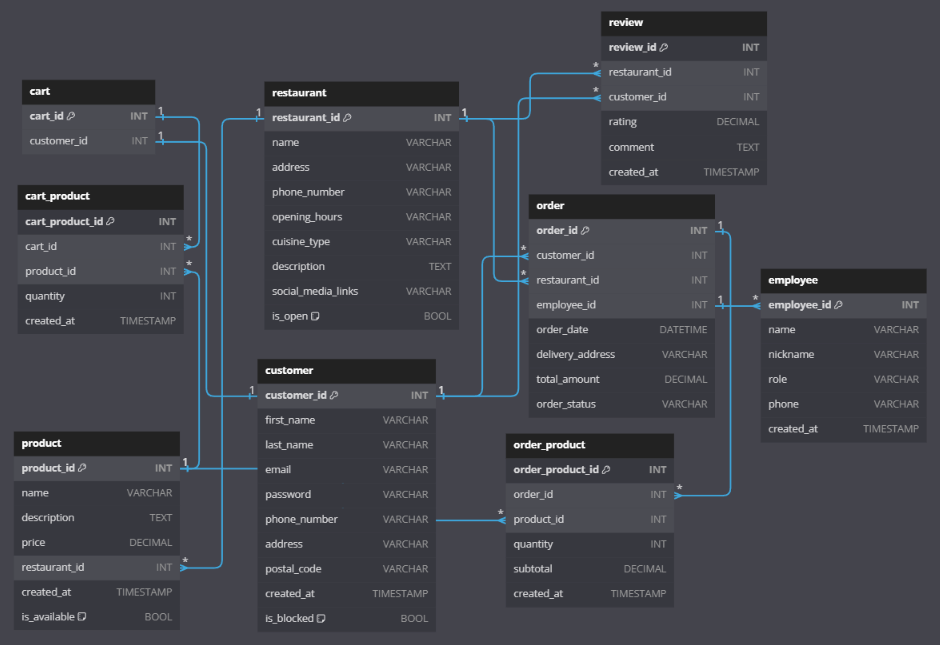 cart
cart_id INT
customer_id INT
1
1
cart_product
cart_product_id INT
cart_id INT
product_id INT
quantity INT
created_at TIMESTAMP
*
*
product
product_id INT
name VARCHAR
description TEXT
price DECIMAL
restaurant_id INT
created_at TIMESTAMP
is_available BOOL
1
*
restaurant
restaurant_id INT
name VARCHAR
address VARCHAR
phone_number VARCHAR
opening_hours VARCHAR
cuisine_type VARCHAR
description TEXT
social_media_links VARCHAR
is_open BOOL
1
1
customer
customer_id INT
first_name VARCHAR
last_name VARCHAR
email VARCHAR
password VARCHAR
phone_number VARCHAR
address VARCHAR
postal_code VARCHAR
created_at TIMESTAMP
is_blocked BOOL
1
1
review
review_id INT
restaurant_id INT
customer_id INT
rating DECIMAL
comment TEXT
created_at TIMESTAMP
*
*
order
order_id INT
customer_id INT
restaurant_id INT
employee_id INT
order_date DATETIME
delivery_address VARCHAR
total_amount DECIMAL
order_status VARCHAR
*
*
1
1
order_product
order_product_id INT
order_id INT
product_id INT
quantity INT
subtotal DECIMAL
created_at TIMESTAMP
*
*
employee
employee_id INT
name VARCHAR
nickname VARCHAR
role VARCHAR
phone VARCHAR
created_at TIMESTAMP
*